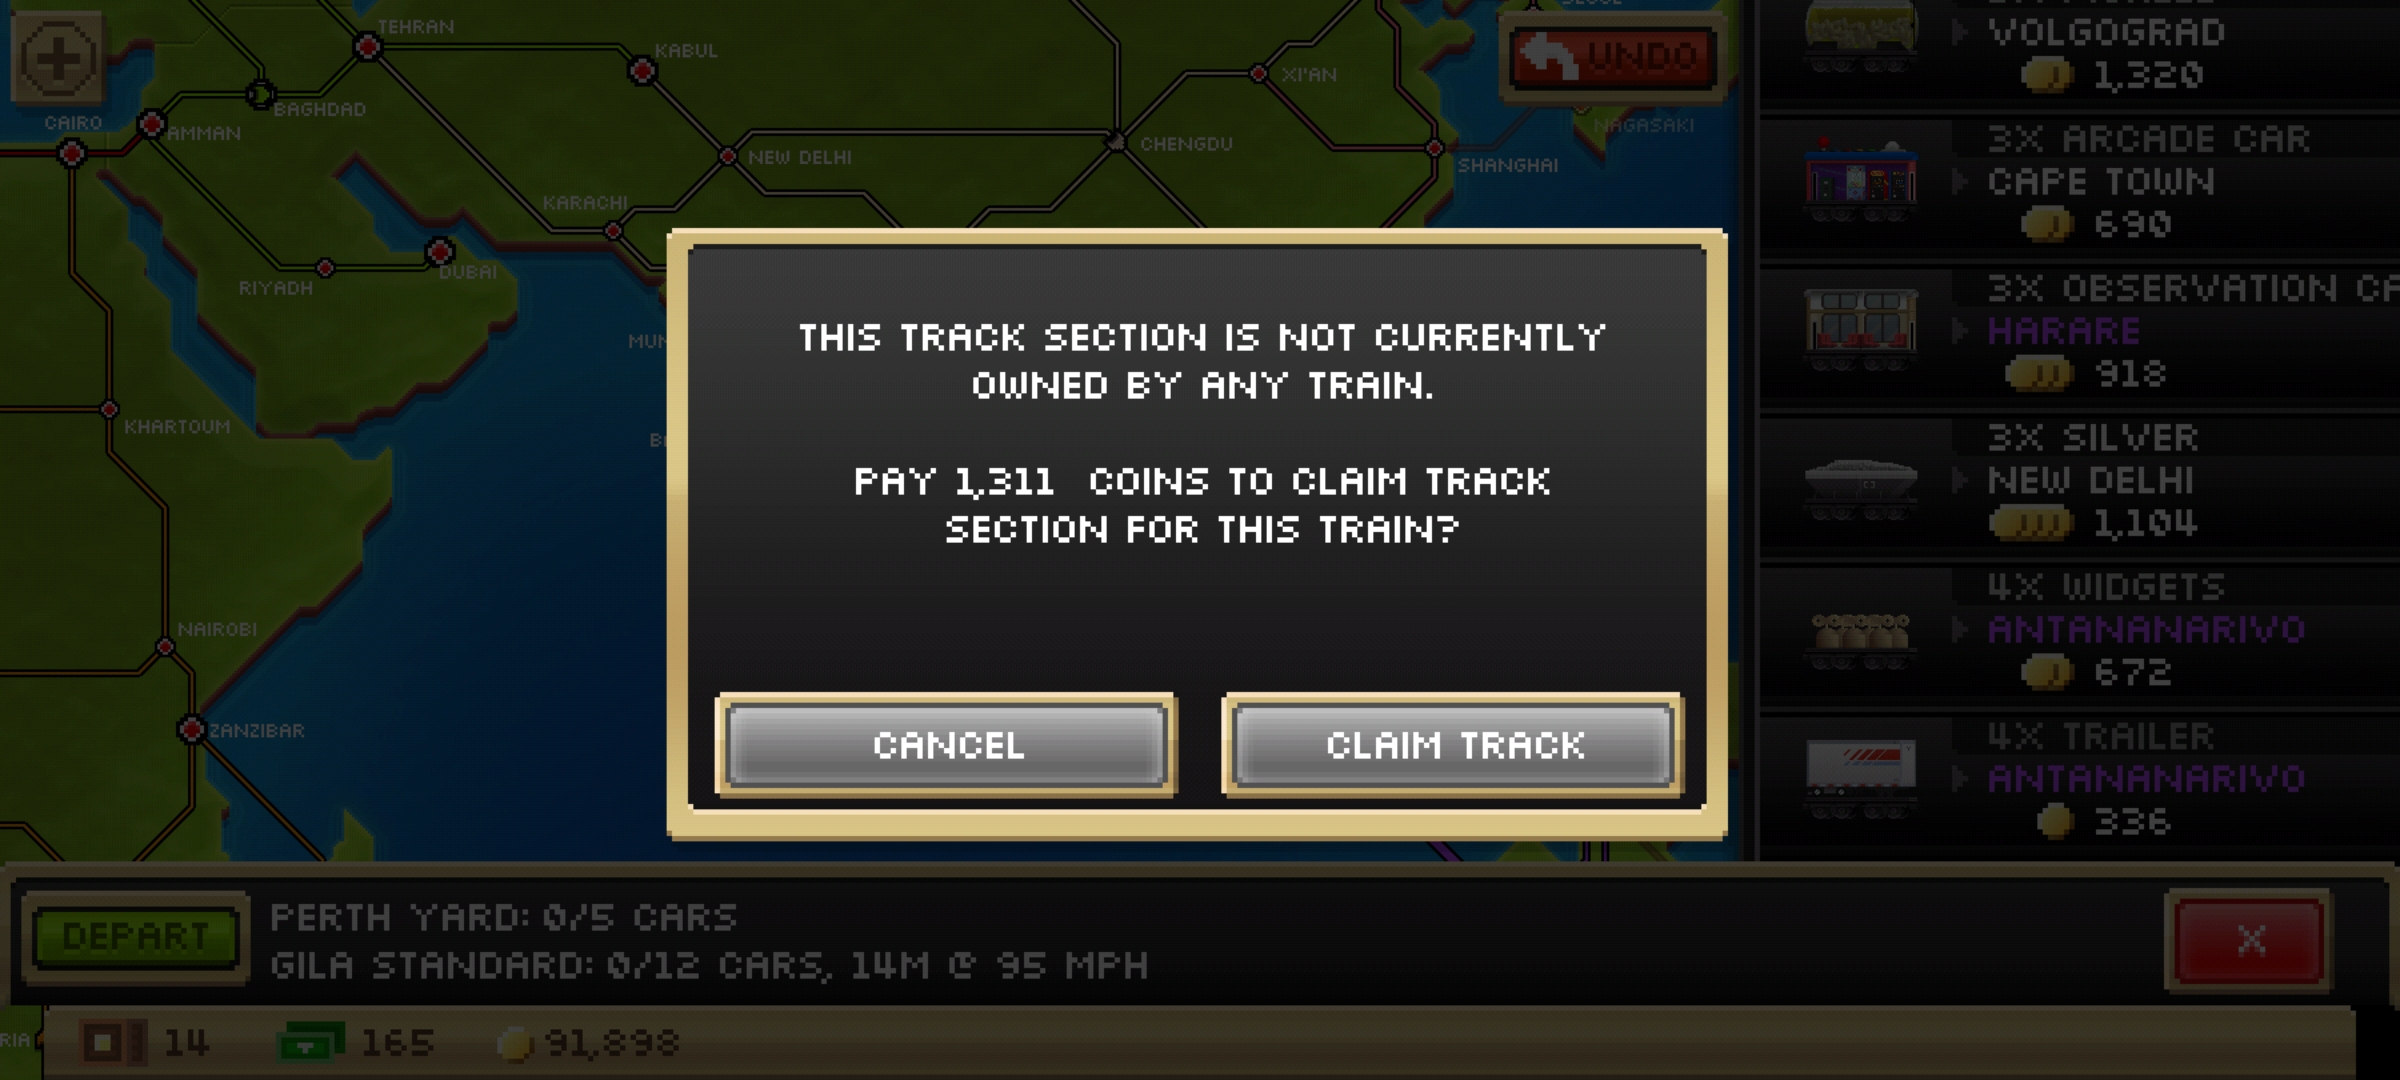 TEHRAN
KABUL
BAGHDAD
CAIRO
AMMAN
XI'AN
CHENGDU
NEW DELHI
SHANGHAI
NAGASAKI
KARACHI
DUBAI
RIYADH
KHARTOUM
NAIROBI
ZANZIBAR
UNDO
THIS TRACK SECTION IS NOT CURRENTLY
OWNED BY ANY TRAIN.
PAY 1,311 COINS TO CLAIM TRACK
SECTION FOR THIS TRAIN?
CANCEL
CLAIM TRACK
VOLGOGRAD
1,320
3X ARCADE CAR
CAPE TOWN
690
3X OBSERVATION CA
HARARE
918
3X SILVER
NEW DELHI
1,104
4X WIDGETS
ANTANANARIVO
672
4X TRAILER
ANTANANARIVO
336
DEPART
PERTH YARD: 0/5 CARS
GILA STANDARD: 0/12 CARS, 14M @ 95 MPH
X
RIA
14
165
91,898